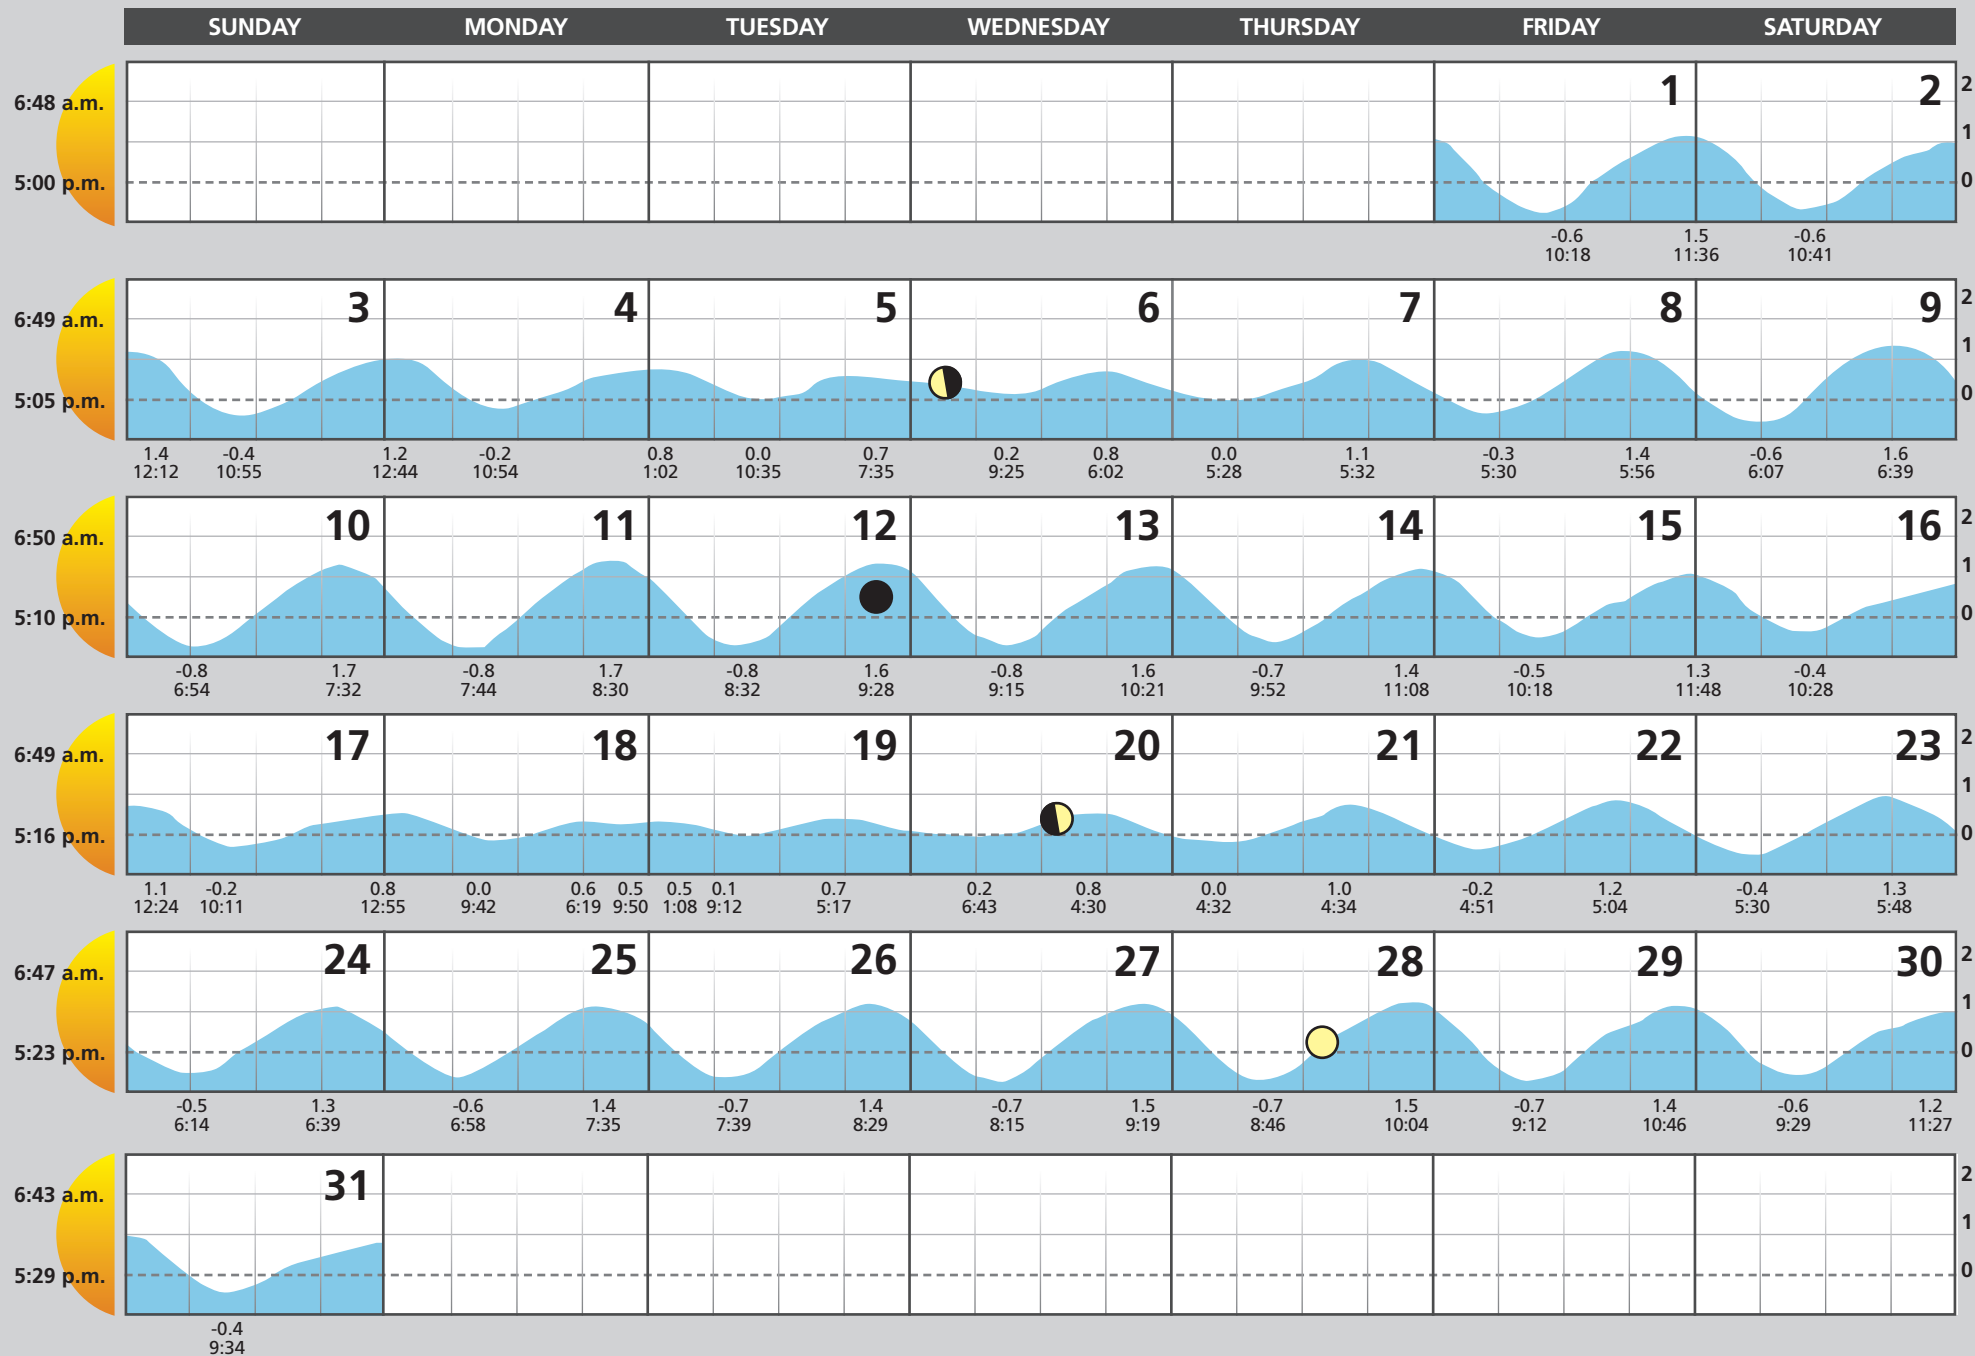 SUNDAY MONDAY TUESDAY WEDNESDAY THURSDAY FRIDAY SATURDAY
1 2
2
6:48 a.m.
1
5:00 p.m.
0
-0.6 1.5 -0.6
10:18 11:36 10:41
3 4 5 6 7 8 9
2
6:49 a.m.
1
5:05 p.m.
0
1.4 -0.4 1.2 -0.2 0.8 0.0 0.7 0.2 0.8 0.0 1.1 -0.3 1.4 -0.6 1.6
12:12 10:55 12:44 10:54 1:02 10:35 7:35 9:25 6:02 5:28 5:32 5:30 5:56 6:07 6:39
10 11 12 13 14 15 16
2
6:50 a.m.
1
5:10 p.m.
0
-0.8 1.7 -0.8 1.7 -0.8 1.6 -0.8 1.6 -0.7 1.4 -0.5 1.3 -0.4
6:54 7:32 7:44 8:30 8:32 9:28 9:15 10:21 9:52 11:08 10:18 11:48 10:28
17 18 19 20 21 22 23
2
6:49 a.m.
1
5:16 p.m.
0
1.1 -0.2 0.8 0.0 0.6 0.5 0.5 0.1 0.7 0.2 0.8 0.0 1.0 -0.2 1.2 -0.4 1.3
12:24 10:11 12:55 9:42 6:19 9:50 1:08 9:12 5:17 6:43 4:30 4:32 4:34 4:51 5:04 5:30 5:48
24 25 26 27 28 29 30
2
6:47 a.m.
1
5:23 p.m.
0
-0.5 1.3 -0.6 1.4 -0.7 1.4 -0.7 1.5 -0.7 1.5 -0.7 1.4 -0.6 1.2
6:14 6:39 6:58 7:35 7:39 8:29 8:15 9:19 8:46 10:04 9:12 10:46 9:29 11:27
31
2
6:43 a.m.
1
5:29 p.m.
0
-0.4
9:34